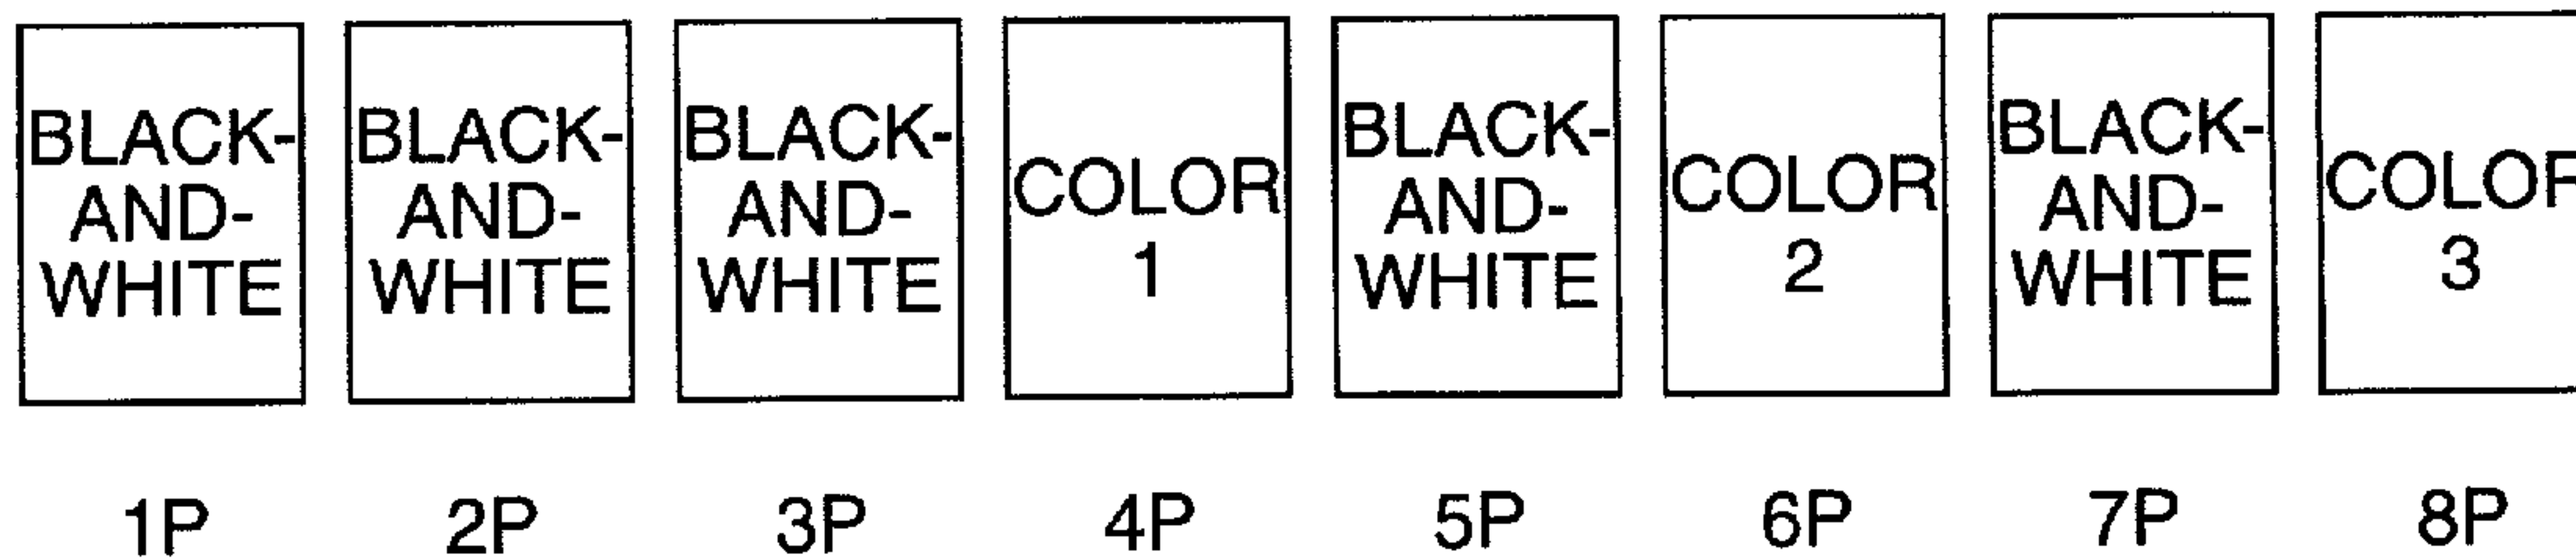 BLACK-
AND-
WHITE
BLACK-
AND-
WHITE
BLACK-
AND-
WHITE
COLOR
1
BLACK-
AND-
WHITE
COLOR
2
BLACK-
AND-
WHITE
COLOR
3
1P 2P 3P 4P 5P 6P 7P 8P